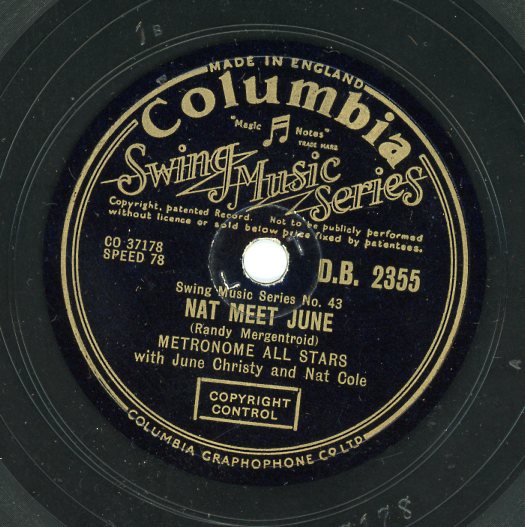 MADE IN ENGLAND
Columbia
"Magic Notes"
TRADE MARK
Swing Music Series
Copyright, patented Record. Not to be publicly performed
without licence or sold below price fixed by patentees.
CO 37178
SPEED 78
D.B. 2355
Swing Music Series No. 43
NAT MEET JUNE
(Randy Mergentroid)
METRONOME ALL STARS
with June Christy and Nat Cole
COPYRIGHT
CONTROL
COLUMBIA GRAPHOPHONE CO LTD.